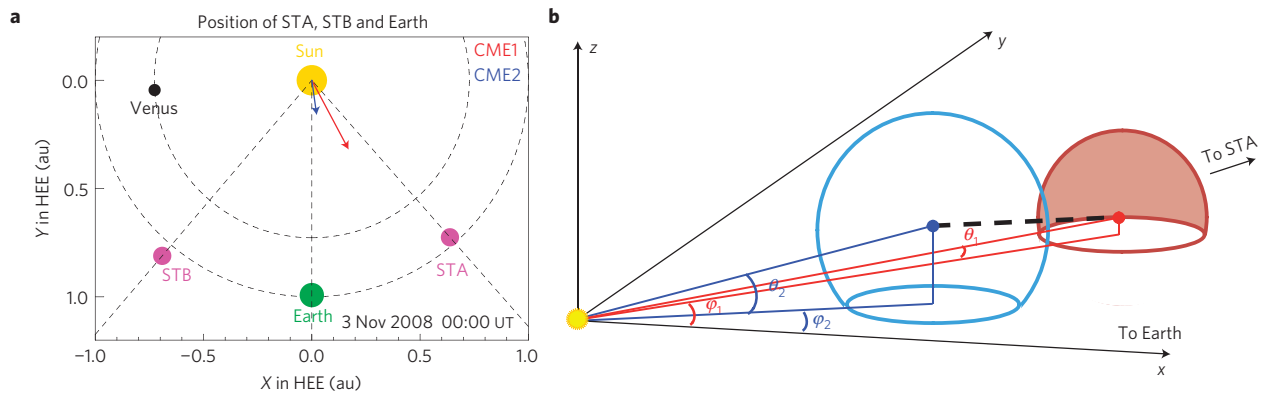 a
Position of STA, STB and Earth
Sun
CME1
CME2
Venus
STB
STA
Earth
3 Nov 2008 00:00 UT
0.0
0.5
1.0
Y in HEE (au)
−1.0
−0.5
0.0
0.5
1.0
X in HEE (au)
b
z
y
To STA
θ1
θ2
φ1
φ2
To Earth
x